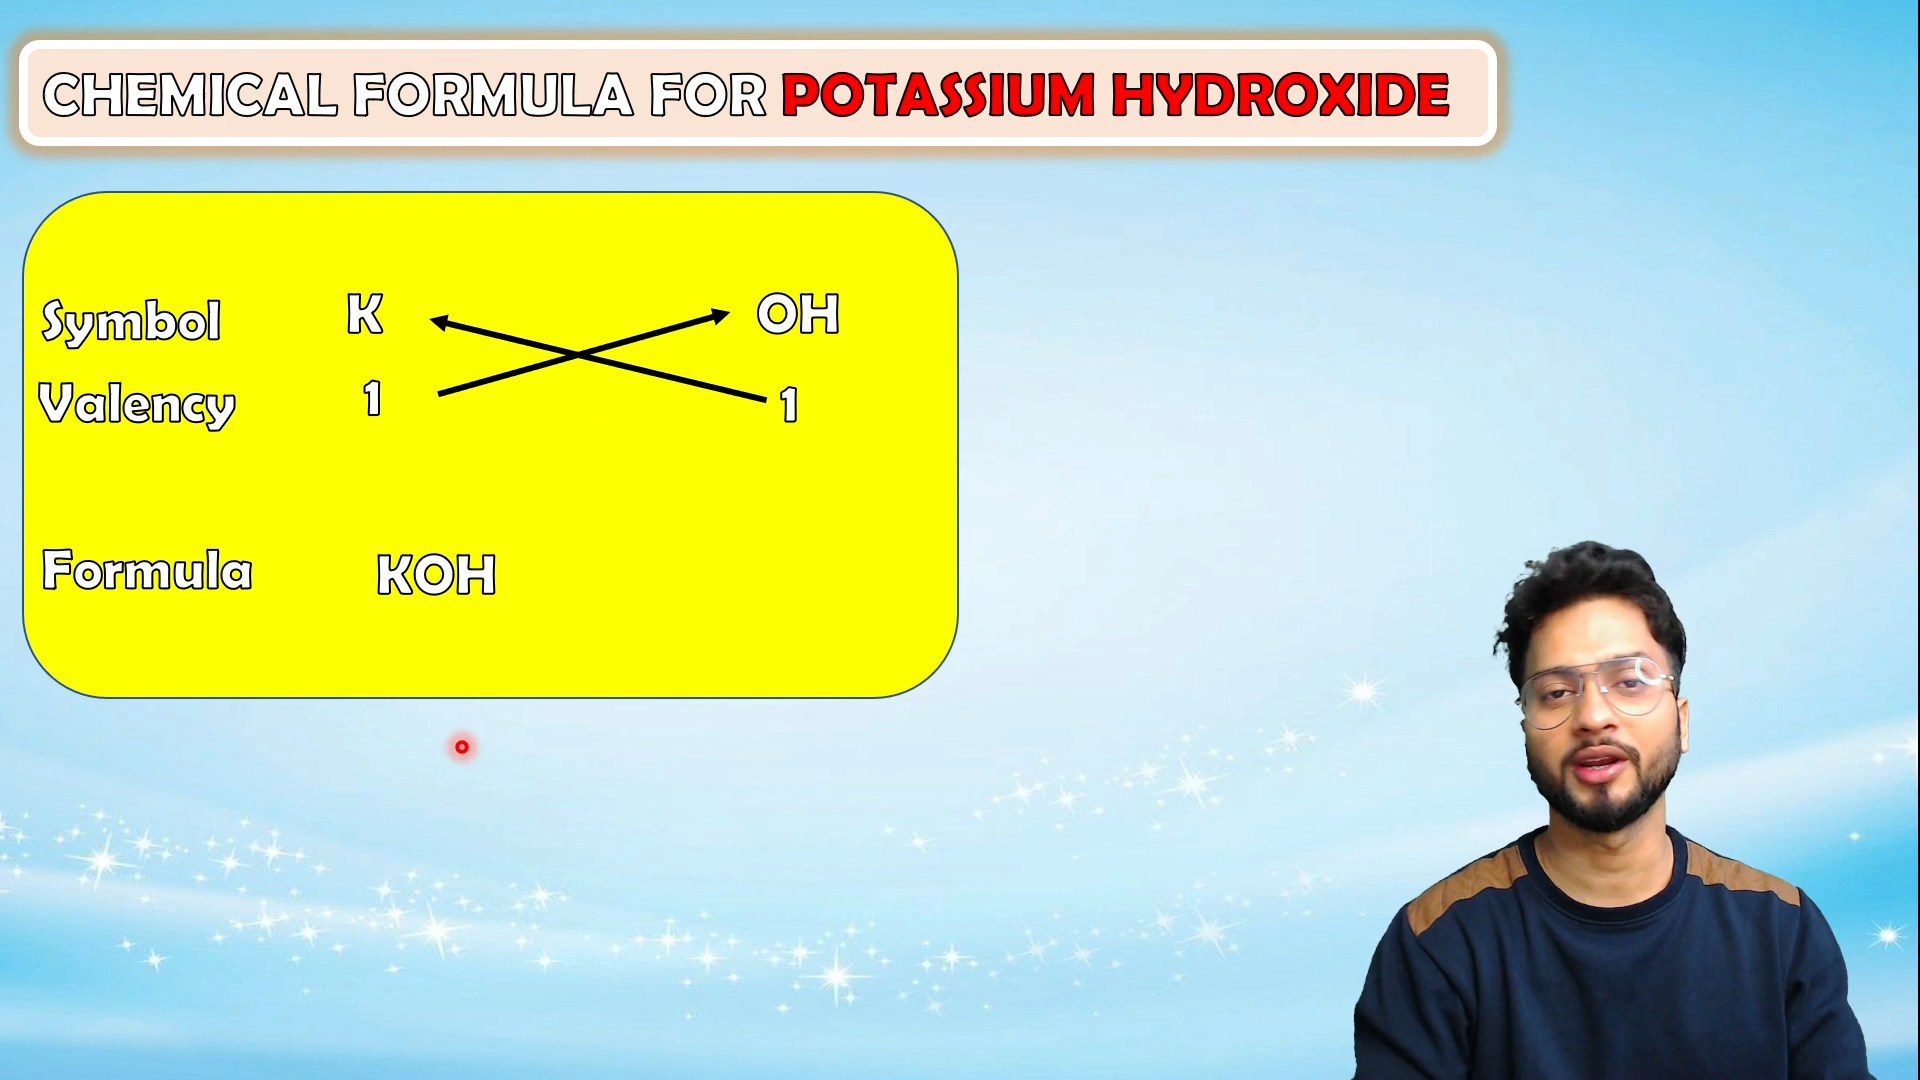 CHEMICAL FORMULA FOR POTASSIUM HYDROXIDE
Symbol K OH
Valency 1 1
Formula KOH